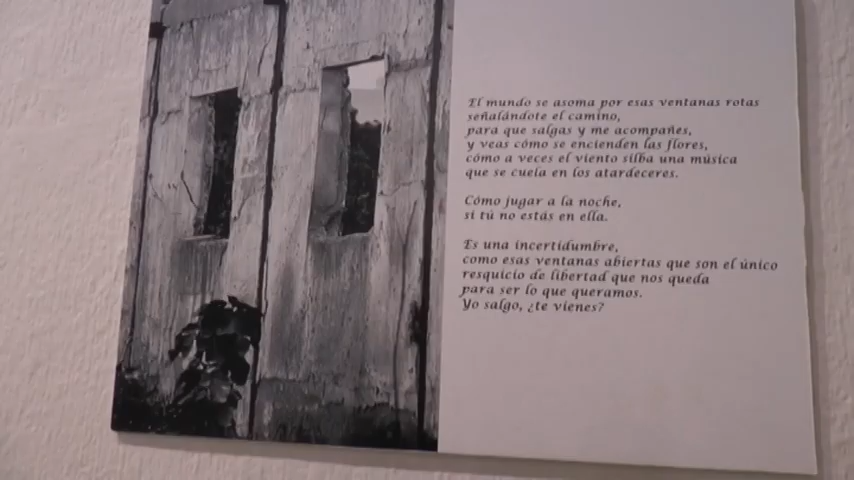 El mundo se asoma por esas ventanas rotas
señalándote el camino,
para que salgas y me acompañes,
y veas cómo se encienden las flores,
cómo a veces el viento silba una música
que se cuela en los atardeceres.
Cómo jugar a la noche,
si tú no estás en ella.
Es una incertidumbre,
como esas ventanas abiertas que son el único
resquicio de libertad que nos queda
para ser lo que queramos.
Yo salgo, ¿te vienes?